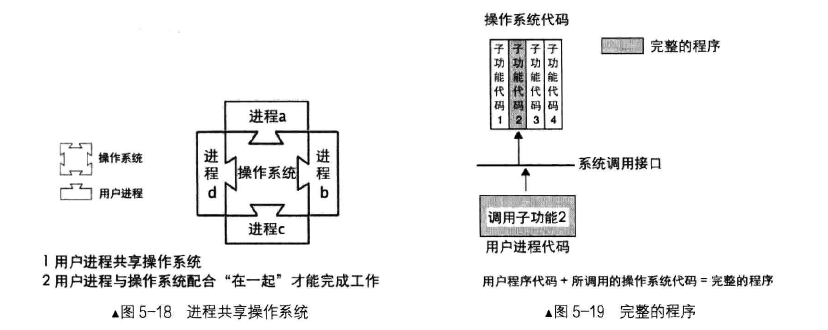 进程a
进程d
操作系统
进程b
进程c
操作系统
用户进程
1 用户进程共享操作系统
2 用户进程与操作系统配合“在一起”才能完成工作
▲图 5-18 进程共享操作系统
操作系统代码
子功能代码1
子功能代码2
子功能代码3
子功能代码4
完整的程序
系统调用接口
调用子功能2
用户进程代码
用户程序代码 + 所调用的操作系统代码 = 完整的程序
▲图 5-19 完整的程序